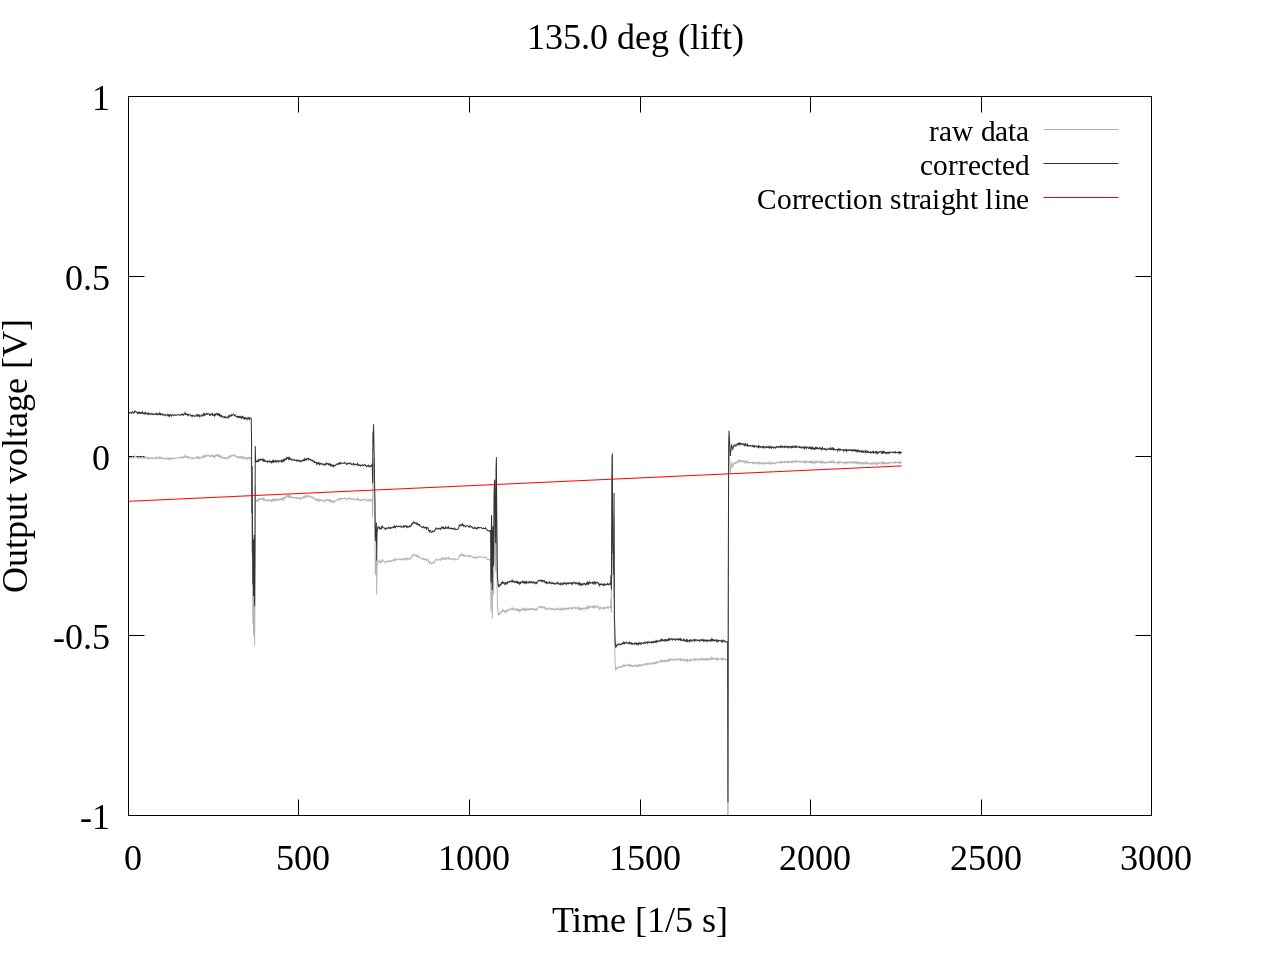 135.0 deg (lift)
1
raw data
corrected
Correction straight line
0.5
0
-0.5
-1
Output voltage [V]
0 500 1000 1500 2000 2500 3000
Time [1/5 s]